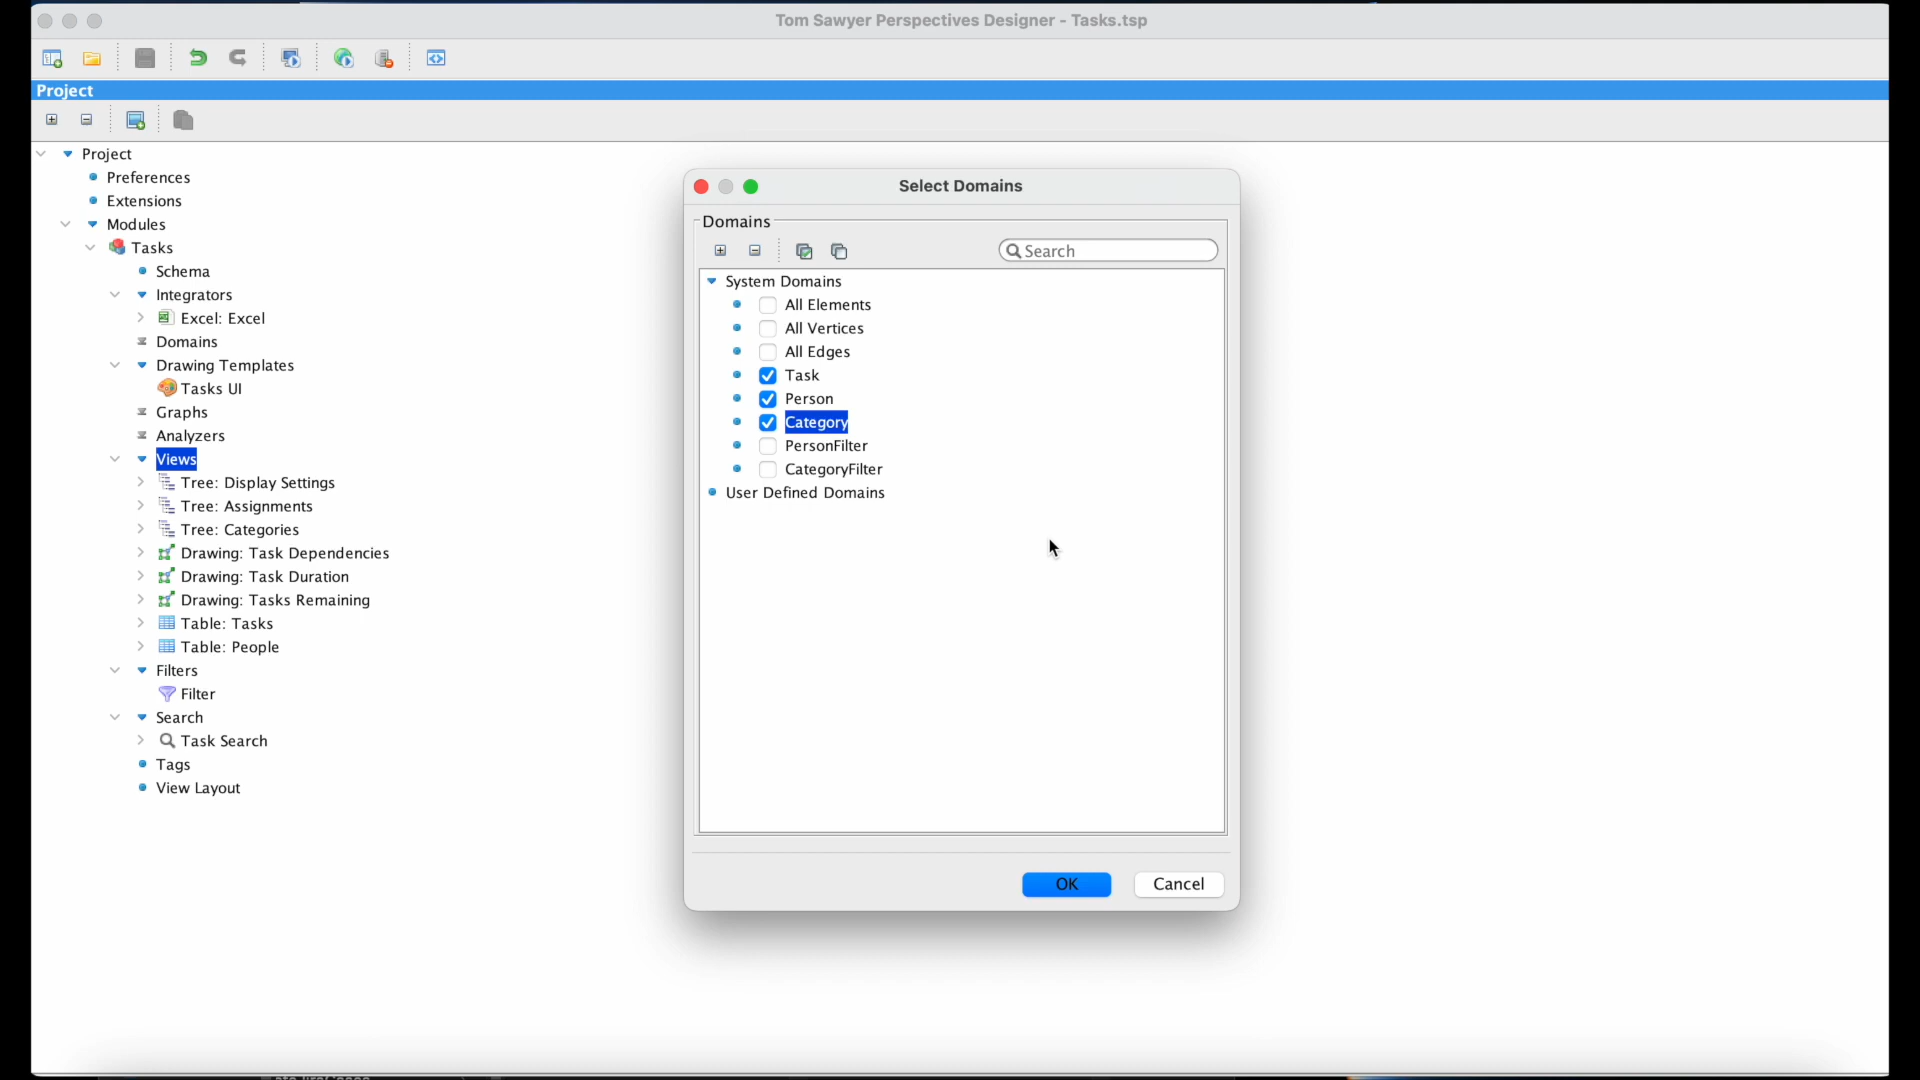 Tom Sawyer Perspectives Designer - Tasks.tsp
Project
Project
Preferences
Extensions
Modules
Tasks
Schema
Integrators
Excel: Excel
Domains
Drawing Templates
Tasks UI
Graphs
Analyzers
Views
Tree: Display Settings
Tree: Assignments
Tree: Categories
Drawing: Task Dependencies
Drawing: Task Duration
Drawing: Tasks Remaining
Table: Tasks
Table: People
Filters
Filter
Search
Task Search
Tags
View Layout
Select Domains
Domains
Search
System Domains
All Elements
All Vertices
All Edges
Task
Person
Category
PersonFilter
CategoryFilter
User Defined Domains
OK
Cancel